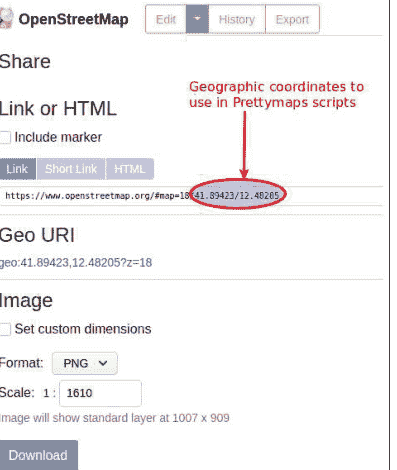 OpenStreetMap Edit History Export
Share
Geographic coordinates to
use in Prettymaps scripts
Link or HTML
Include marker
Link Short Link HTML
https://www.openstreetmap.org/#map=18/41.89423/12.48205
Geo URI
geo:41.89423,12.48205?z=18
Image
Set custom dimensions
Format: PNG
Scale: 1 : 1610
Image will show standard layer at 1007 x 909
Download